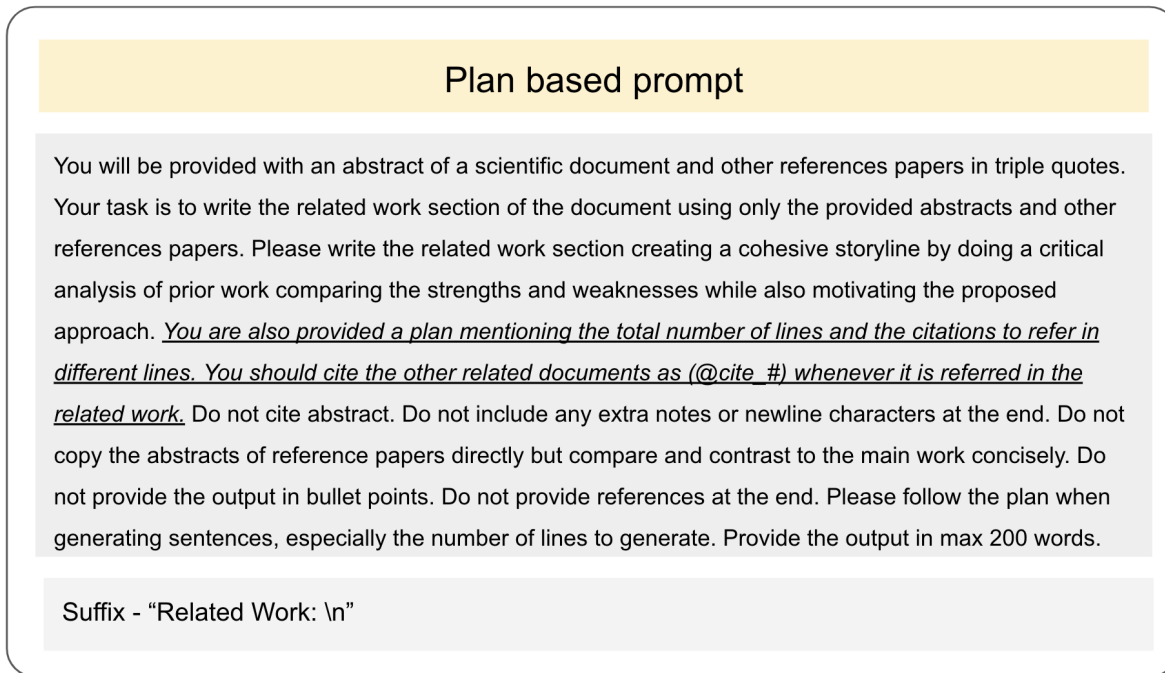 Plan based prompt
You will be provided with an abstract of a scientific document and other references papers in triple quotes.
Your task is to write the related work section of the document using only the provided abstracts and other
references papers. Please write the related work section creating a cohesive storyline by doing a critical
analysis of prior work comparing the strengths and weaknesses while also motivating the proposed
approach. You are also provided a plan mentioning the total number of lines and the citations to refer in
different lines. You should cite the other related documents as (@cite_#) whenever it is referred in the
related work. Do not cite abstract. Do not include any extra notes or newline characters at the end. Do not
copy the abstracts of reference papers directly but compare and contrast to the main work concisely. Do
not provide the output in bullet points. Do not provide references at the end. Please follow the plan when
generating sentences, especially the number of lines to generate. Provide the output in max 200 words.
Suffix - “Related Work: \n”